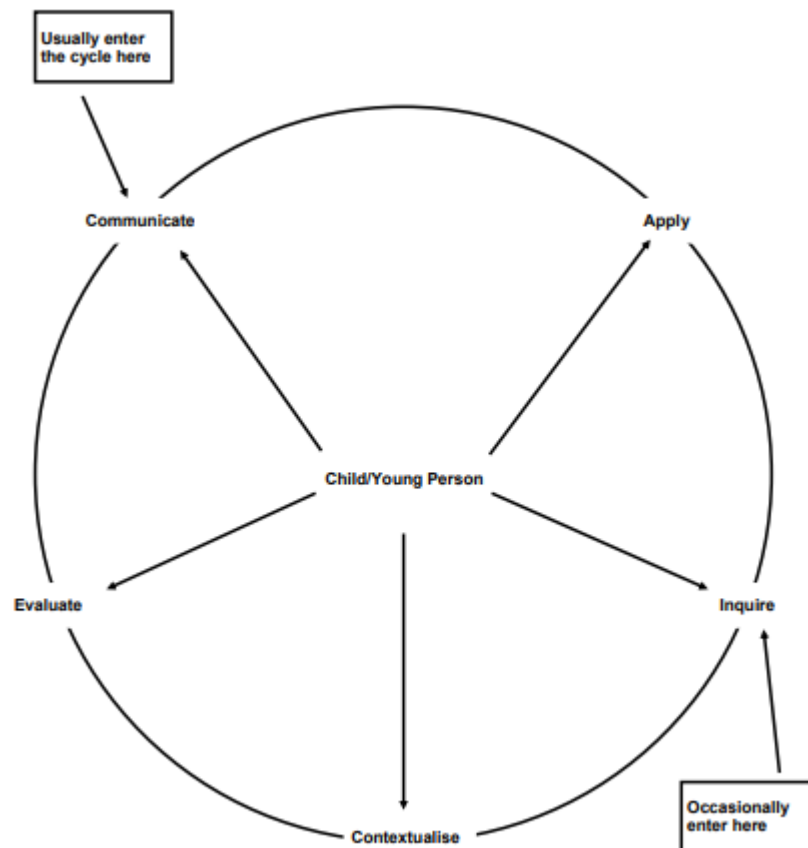 Usually enter
the cycle here
Communicate
Apply
Child/Young Person
Evaluate
Inquire
Contextualise
Occasionally
enter here